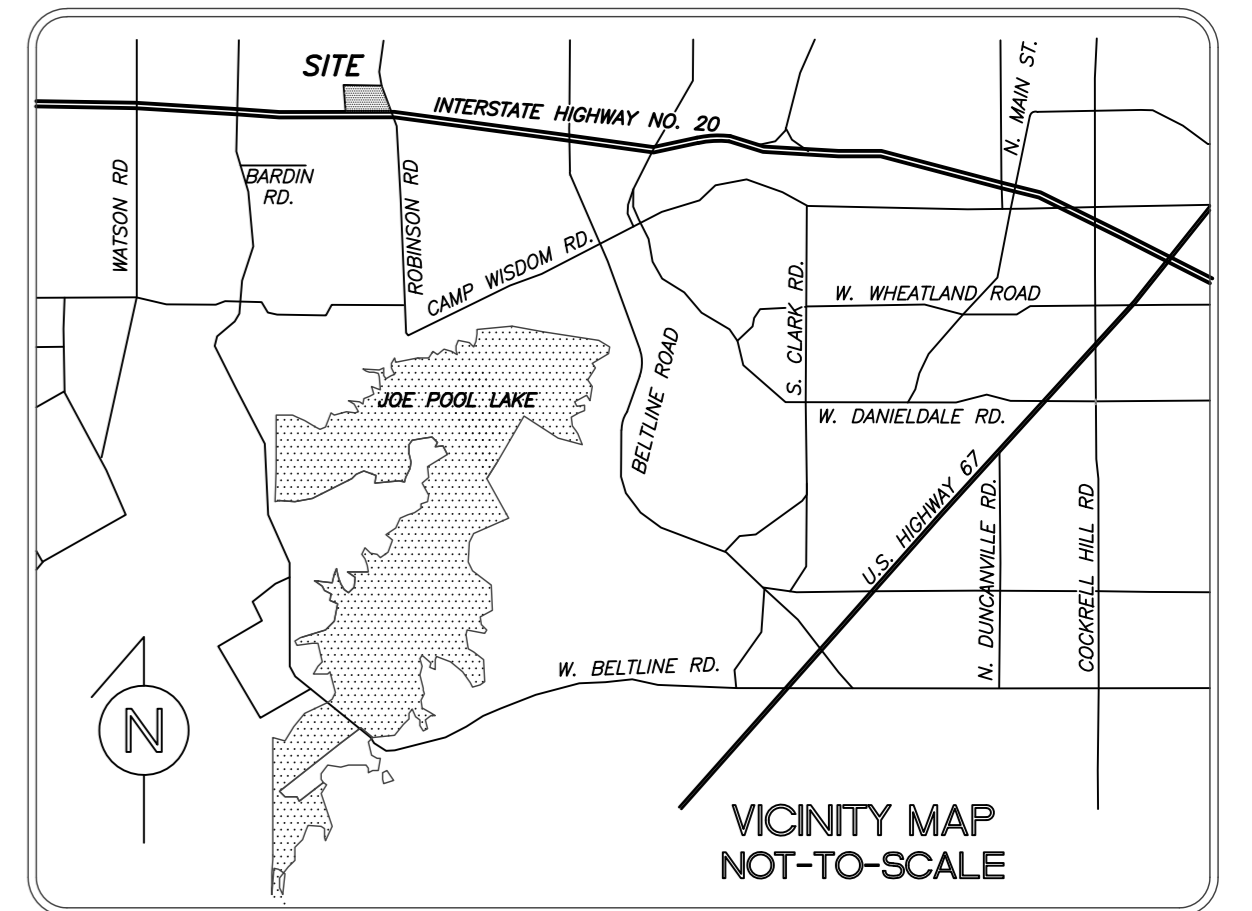 SITE
INTERSTATE HIGHWAY NO. 20
N. MAIN ST.
WATSON RD
BARDIN
RD.
ROBINSON RD
CAMP WISDOM RD.
S. CLARK RD.
W. WHEATLAND ROAD
BELTLINE ROAD
JOE POOL LAKE
W. DANIELDALE RD.
U.S. HIGHWAY 67
N. DUNCANVILLE RD.
COCKRELL HILL RD
W. BELTLINE RD.
N
VICINITY MAP
NOT-TO-SCALE